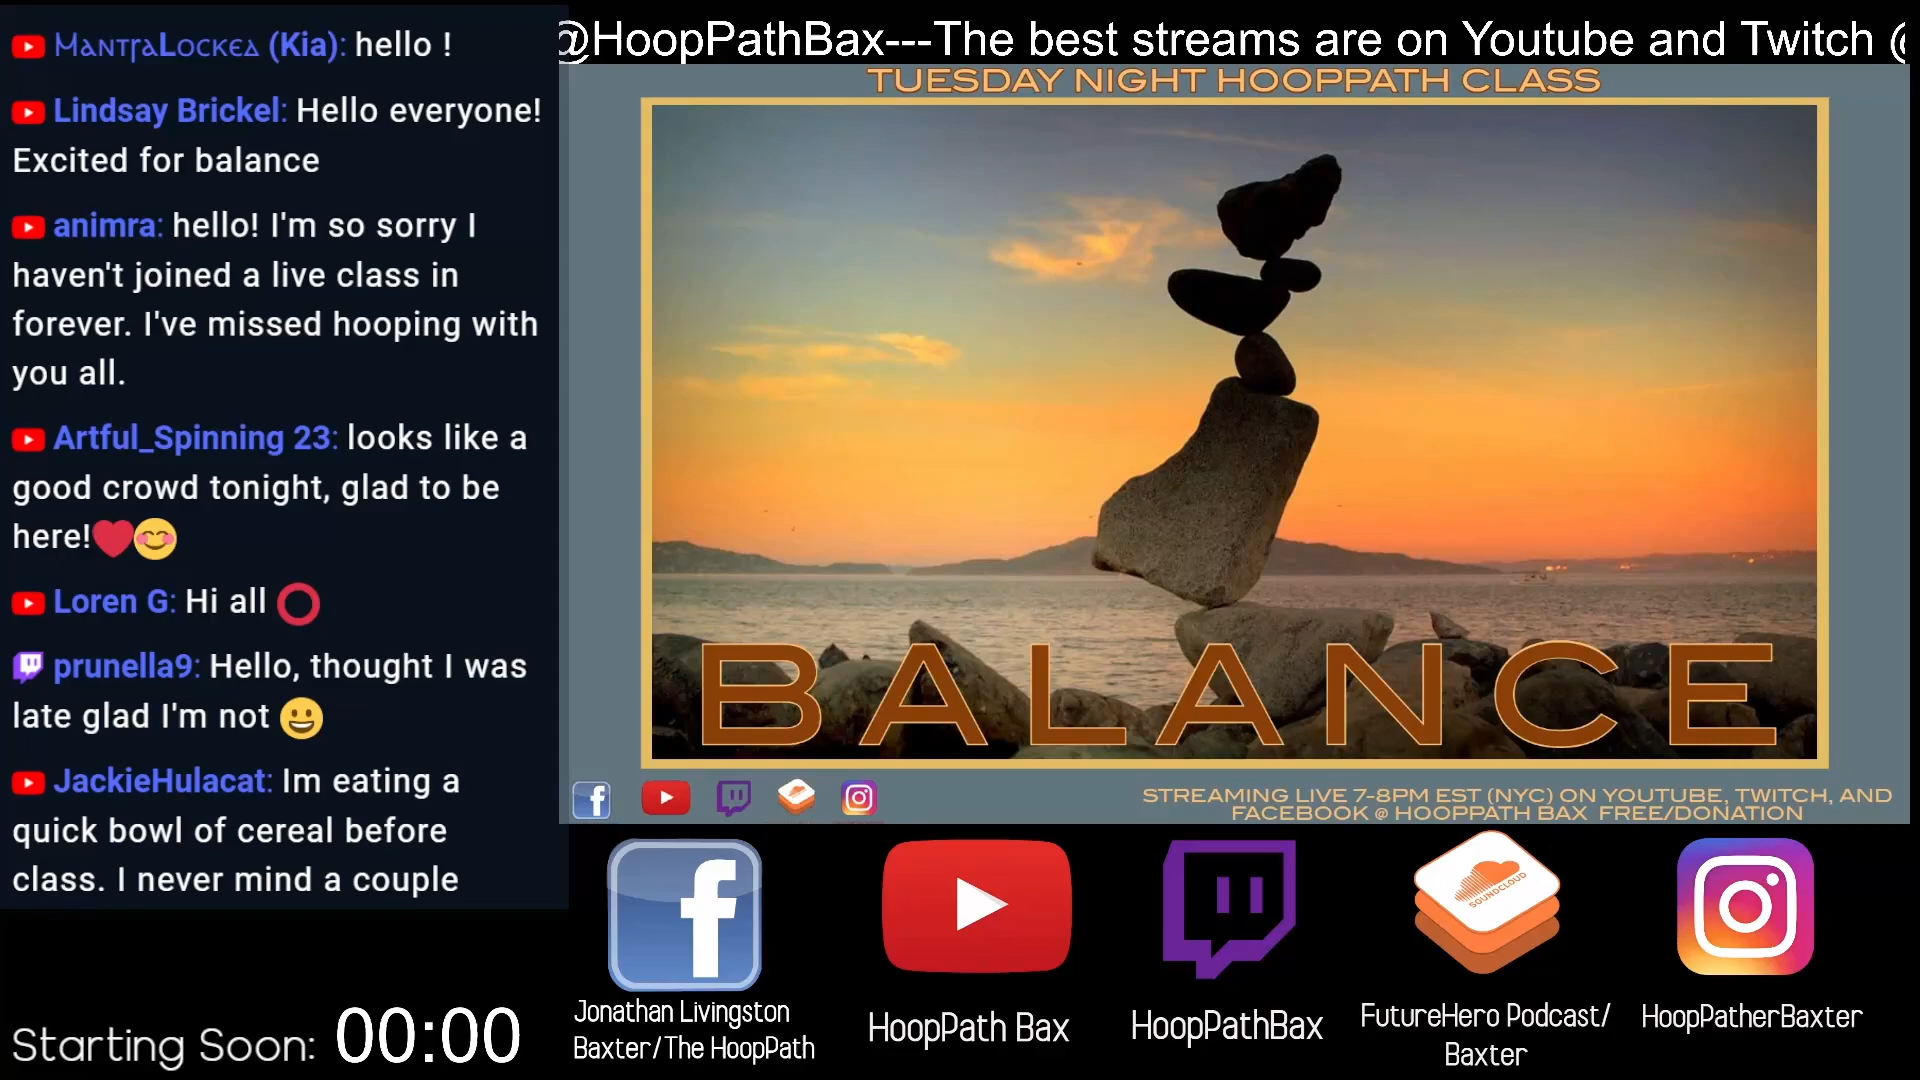 MantraLocked (Kia): hello !
Lindsay Brickel: Hello everyone!
Excited for balance
animra: hello! I'm so sorry I
haven't joined a live class in
forever. I've missed hooping with
you all.
Artful_Spinning 23: looks like a
good crowd tonight, glad to be
here!❤️😊
Loren G: Hi all ⭕
prunella9: Hello, thought I was
late glad I'm not 😀
JackieHulacat: Im eating a
quick bowl of cereal before
class. I never mind a couple
Starting Soon: 00:00
@HoopPathBax---The best streams are on Youtube and Twitch @
TUESDAY NIGHT HOOPPATH CLASS
BALANCE
STREAMING LIVE 7-8PM EST (NYC) ON YOUTUBE, TWITCH, AND
FACEBOOK @ HOOPPATH BAX FREE/DONATION
Jonathan Livingston
Baxter/The HoopPath
HoopPath Bax
HoopPathBax
SOUNDCLOUD
FutureHero Podcast/
Baxter
HoopPatherBaxter